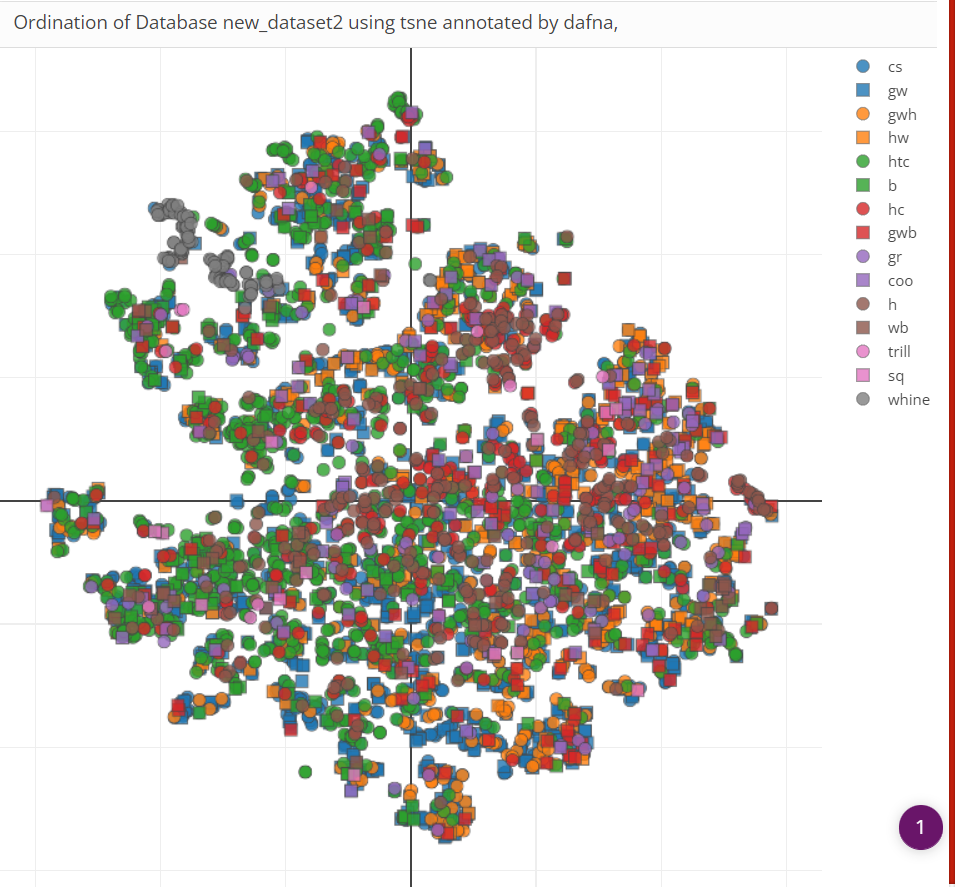 Ordination of Database new_dataset2 using tsne annotated by dafna,
cs
gw
gwh
hw
htc
b
hc
gwb
gr
coo
h
wb
trill
sq
whine
1